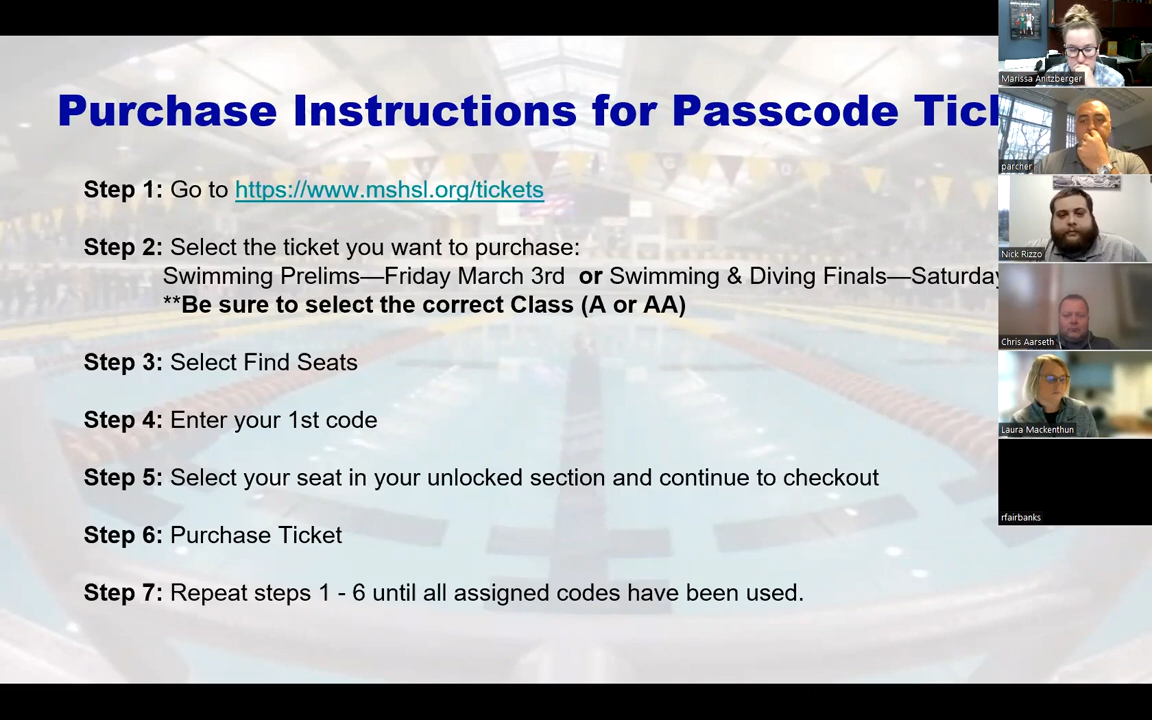 Purchase Instructions for Passcode Tic
Step 1: Go to https://www.mshsl.org/tickets
Step 2: Select the ticket you want to purchase:
Swimming Prelims—Friday March 3rd or Swimming & Diving Finals—Saturday
**Be sure to select the correct Class (A or AA)
Step 3: Select Find Seats
Step 4: Enter your 1st code
Step 5: Select your seat in your unlocked section and continue to checkout
Step 6: Purchase Ticket
Step 7: Repeat steps 1 - 6 until all assigned codes have been used.
Marissa Anitzberger
parcher
Nick Rizzo
Chris Aarseth
Laura Mackenthun
rfairbanks